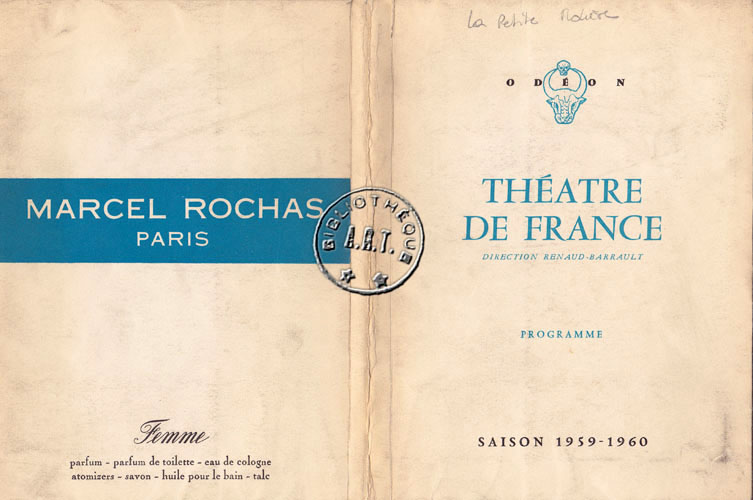 MARCEL ROCHAS
PARIS
Femme
parfum - parfum de toilette - eau de cologne
atomizers - savon - huile pour le bain - talc
BIBLIOTHÈQUE
A.R.T.
La Petite Molière
ODÉON
THÉATRE
DE FRANCE
DIRECTION RENAUD-BARRAULT
PROGRAMME
SAISON 1959-1960